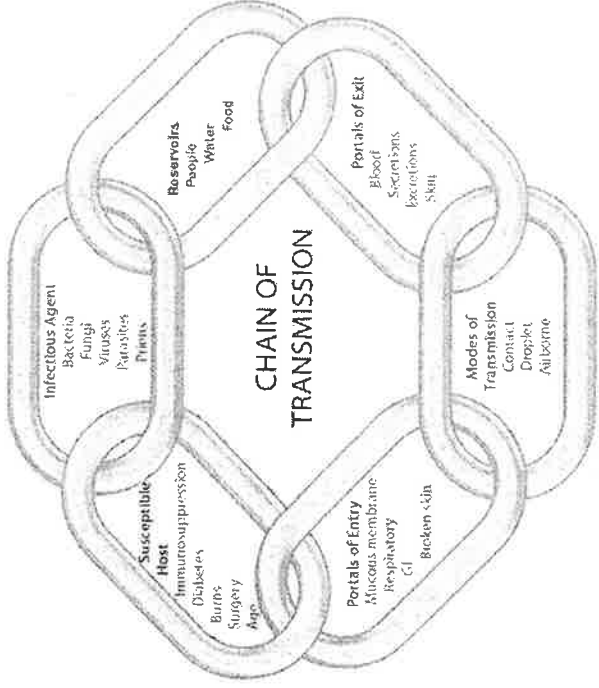 CHAIN OF
TRANSMISSION
Infectious Agent
Bacteria
Fungi
Viruses
Parasites
Prions
Reservoirs
People
Water
Food
Portals of Exit
Blood
Secretions
Excretions
Skin
Modes of
Transmission
Contact
Droplet
Airborne
Portals of Entry
Mucous membrane
Respiratory
GI
Broken skin
Susceptible
Host
Immunosuppression
Diabetes
Burns
Surgery
Age